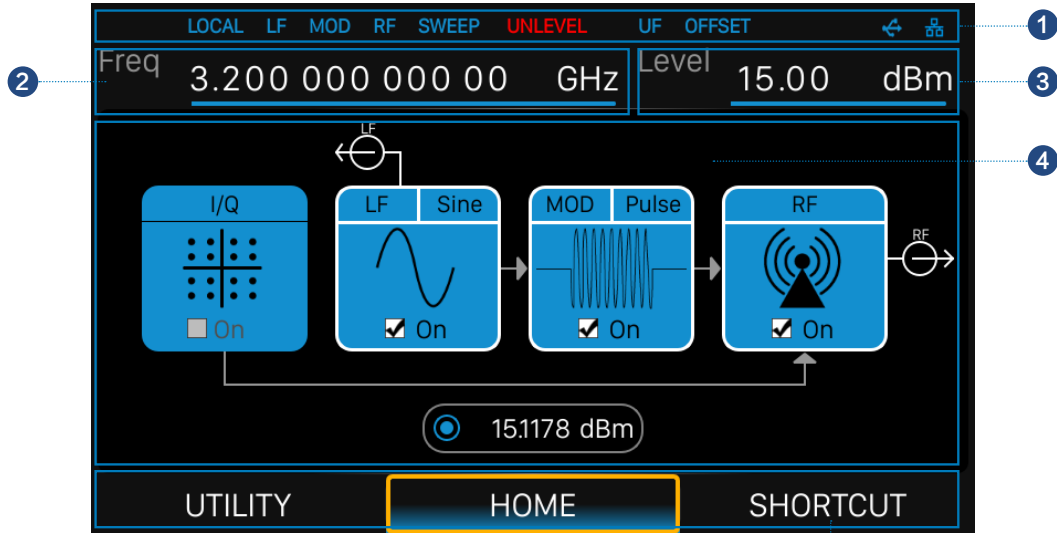 LOCAL LF MOD RF SWEEP UNLEVEL UF OFFSET 1
2 Freq 3.200 000 000 00 GHz Level 15.00 dBm 3
LF
4
I/Q LF Sine MOD Pulse RF
RF
On On On On
15.1178 dBm
UTILITY HOME SHORTCUT